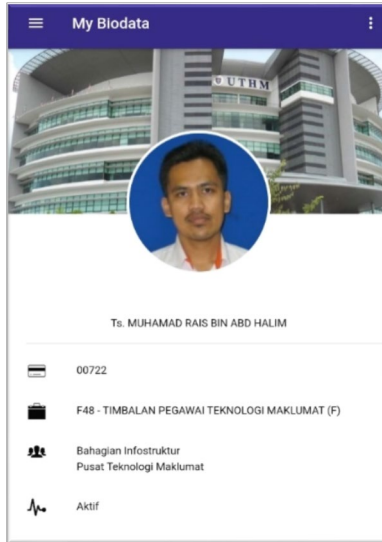 My Biodata
UTHM
Ts. MUHAMAD RAIS BIN ABD HALIM
00722
F48 - TIMBALAN PEGAWAI TEKNOLOGI MAKLUMAT (F)
Bahagian Infostruktur
Pusat Teknologi Maklumat
Aktif